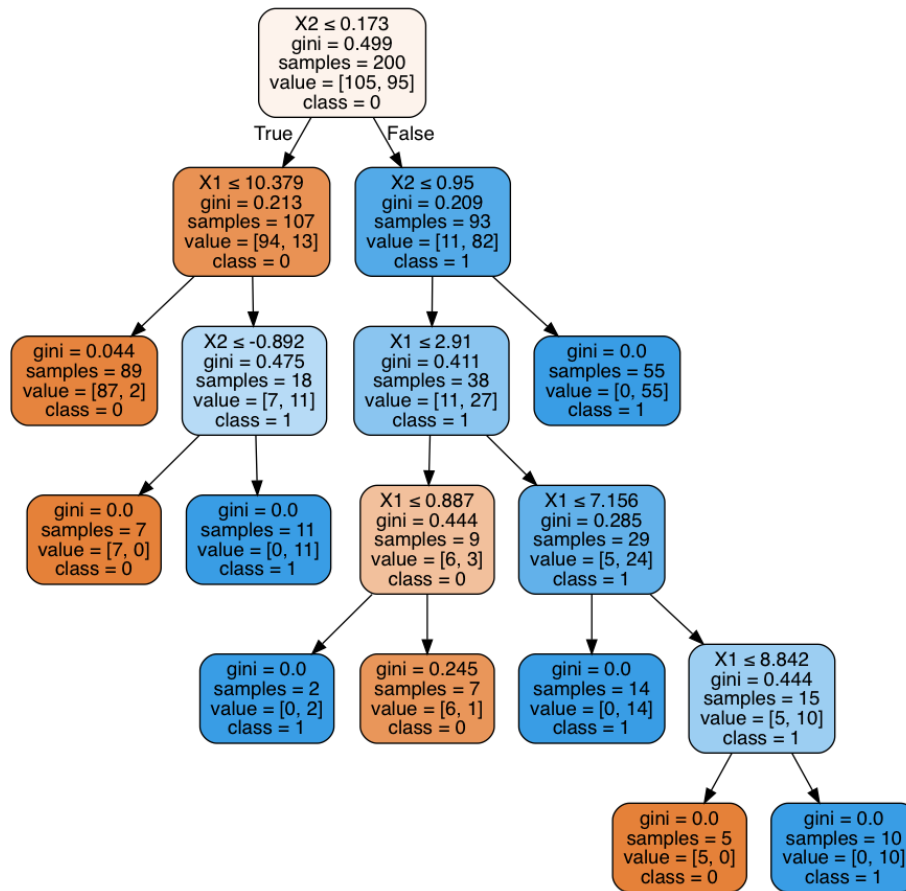 X2 ≤ 0.173
gini = 0.499
samples = 200
value = [105, 95]
class = 0
True
False
X1 ≤ 10.379
gini = 0.213
samples = 107
value = [94, 13]
class = 0
X2 ≤ 0.95
gini = 0.209
samples = 93
value = [11, 82]
class = 1
gini = 0.044
samples = 89
value = [87, 2]
class = 0
X2 ≤ -0.892
gini = 0.475
samples = 18
value = [7, 11]
class = 1
X1 ≤ 2.91
gini = 0.411
samples = 38
value = [11, 27]
class = 1
gini = 0.0
samples = 55
value = [0, 55]
class = 1
gini = 0.0
samples = 7
value = [7, 0]
class = 0
gini = 0.0
samples = 11
value = [0, 11]
class = 1
X1 ≤ 0.887
gini = 0.444
samples = 9
value = [6, 3]
class = 0
X1 ≤ 7.156
gini = 0.285
samples = 29
value = [5, 24]
class = 1
gini = 0.0
samples = 2
value = [0, 2]
class = 1
gini = 0.245
samples = 7
value = [6, 1]
class = 0
gini = 0.0
samples = 14
value = [0, 14]
class = 1
X1 ≤ 8.842
gini = 0.444
samples = 15
value = [5, 10]
class = 1
gini = 0.0
samples = 5
value = [5, 0]
class = 0
gini = 0.0
samples = 10
value = [0, 10]
class = 1